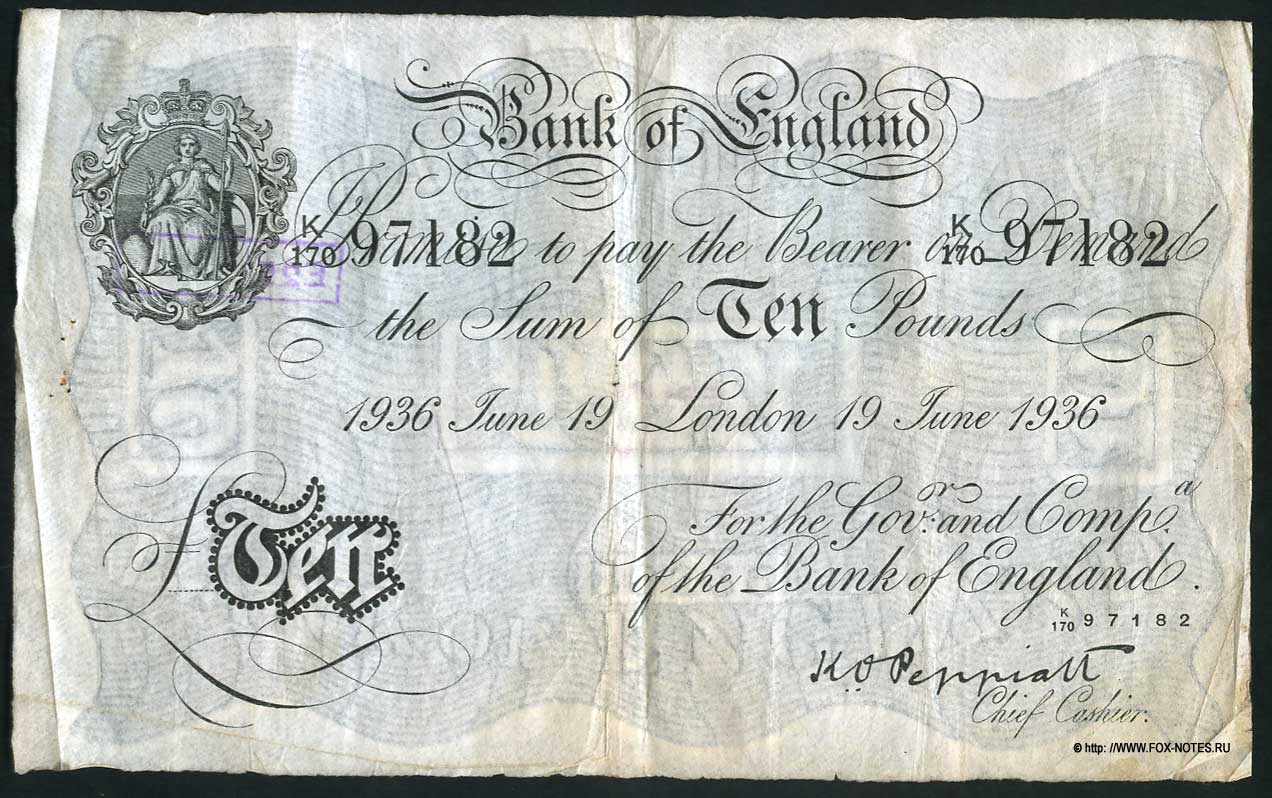 Bank of England
K
170 97182 K
170 97182
I Promise to pay the Bearer on Demand
the Sum of Ten Pounds
1936 June 19 London 19 June 1936
For the Gov.r and Comp.a
of the Bank of England.
£ Ten
K
170 97182
K.O. Peppiatt
Chief Cashier.
© http: //WWW.FOX-NOTES.RU